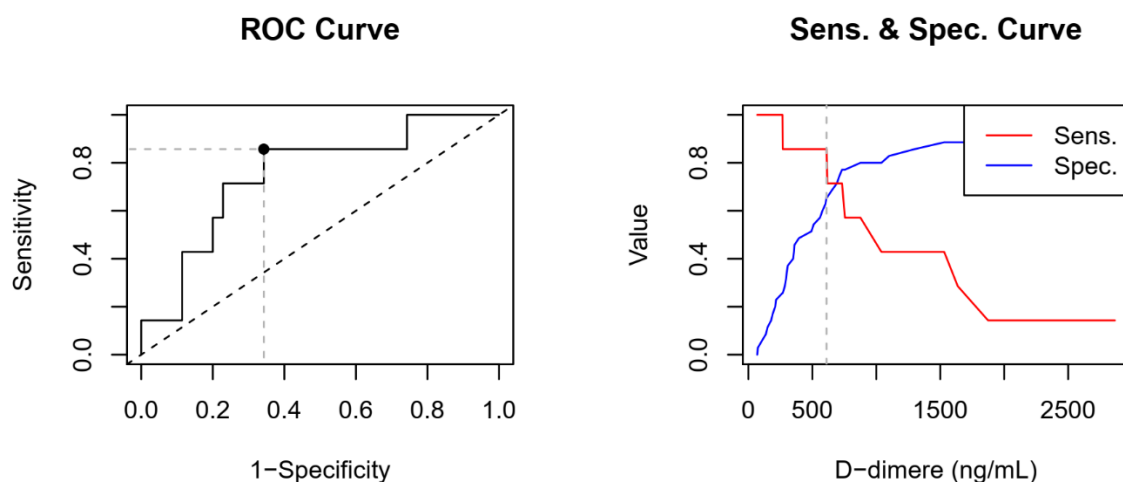 ROC Curve
Sensitivity
0.8
0.4
0.0
0.0 0.2 0.4 0.6 0.8 1.0
1−Specificity
Sens. & Spec. Curve
Value
0.8
0.4
0.0
Sens.
Spec.
0 500 1500 2500
D−dimere (ng/mL)